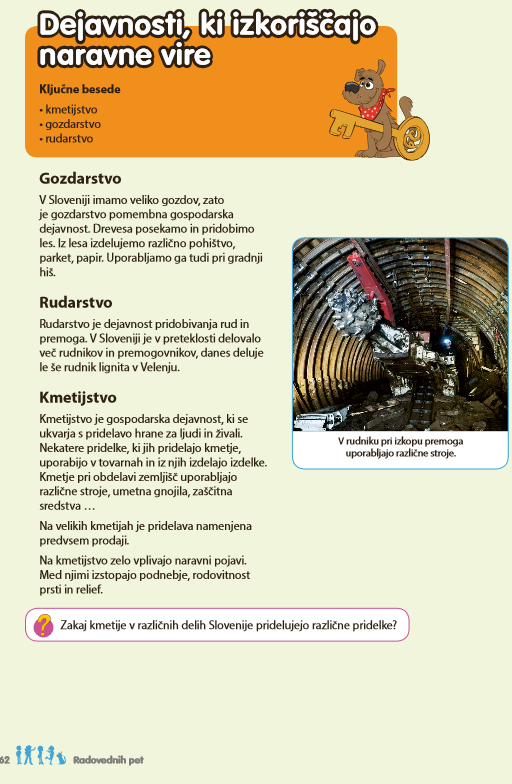 Dejavnosti, ki izkoriščajo
naravne vire
Ključne besede
• kmetijstvo
• gozdarstvo
• rudarstvo
Gozdarstvo
V Sloveniji imamo veliko gozdov, zato
je gozdarstvo pomembna gospodarska
dejavnost. Drevesa posekamo in pridobimo
les. Iz lesa izdelujemo različno pohištvo,
parket, papir. Uporabljamo ga tudi pri gradnji
hiš.
Rudarstvo
Rudarstvo je dejavnost pridobivanja rud in
premoga. V Sloveniji je v preteklosti delovalo
več rudnikov in premogovnikov, danes deluje
le še rudnik lignita v Velenju.
V rudniku pri izkopu premoga
uporabljajo različne stroje.
Kmetijstvo
Kmetijstvo je gospodarska dejavnost, ki se
ukvarja s pridelavo hrane za ljudi in živali.
Nekatere pridelke, ki jih pridelajo kmetje,
uporabijo v tovarnah in iz njih izdelajo izdelke.
Kmetje pri obdelavi zemljišč uporabljajo
različne stroje, umetna gnojila, zaščitna
sredstva …
Na velikih kmetijah je pridelava namenjena
predvsem prodaji.
Na kmetijstvo zelo vplivajo naravni pojavi.
Med njimi izstopajo podnebje, rodovitnost
prsti in relief.
? Zakaj kmetije v različnih delih Slovenije pridelujejo različne pridelke?
62 Radovednih pet